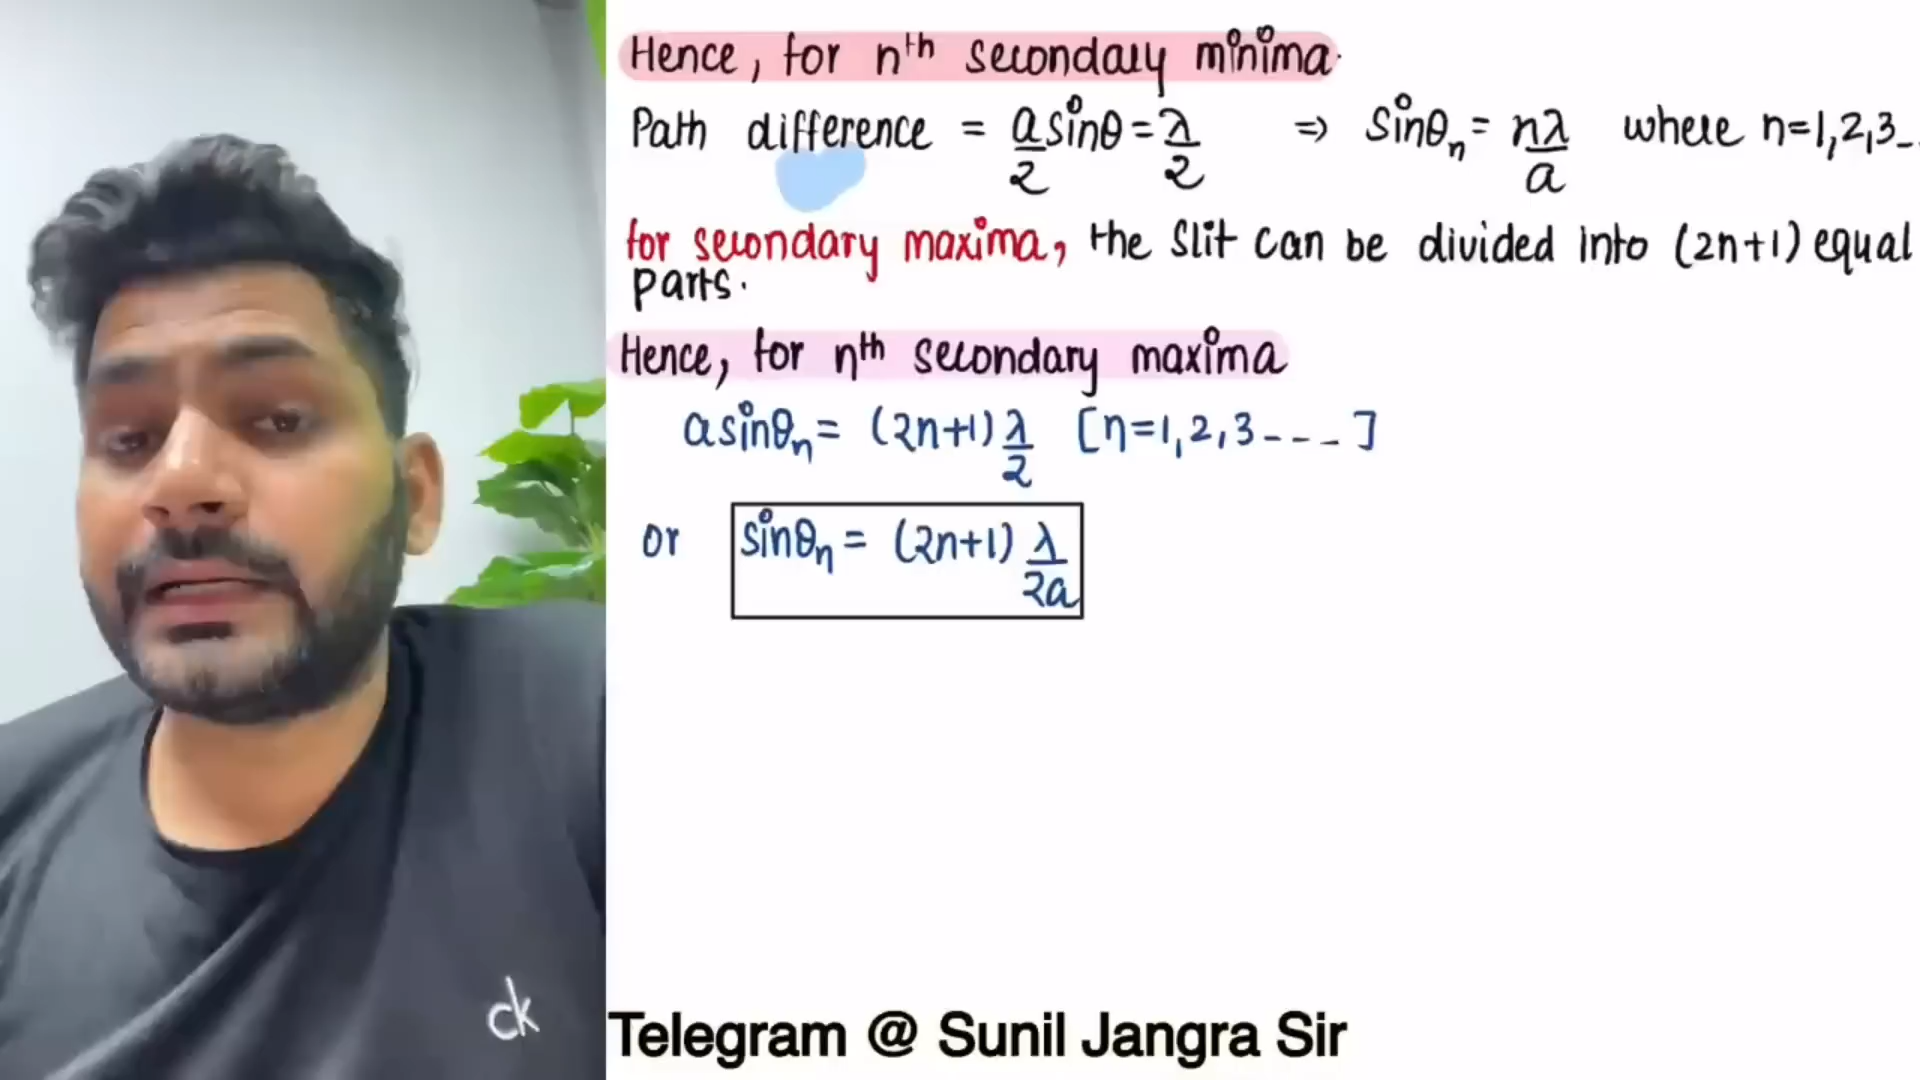 Hence, for nth secondary minima.
Path difference = a/2 sinθ = λ/2 ⇒ Sinθn = nλ/a where n=1,2,3-.
for secondary maxima, the slit can be divided into (2n+1) equal
parts.
Hence, for nth secondary maxima
asinθn = (2n+1) λ/2 [n=1,2,3----]
or sinθn = (2n+1) λ/2a
ck
Telegram @ Sunil Jangra Sir